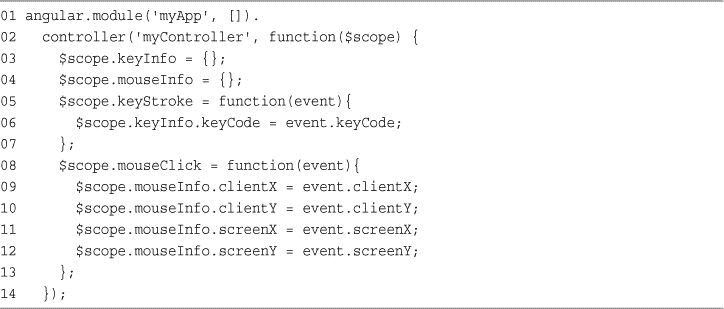 01 angular.module('myApp', []).
02   controller('myController', function($scope) {
03     $scope.keyInfo = {};
04     $scope.mouseInfo = {};
05     $scope.keyStroke = function(event){
06       $scope.keyInfo.keyCode = event.keyCode;
07     };
08     $scope.mouseClick = function(event){
09       $scope.mouseInfo.clientX = event.clientX;
10       $scope.mouseInfo.clientY = event.clientY;
11       $scope.mouseInfo.screenX = event.screenX;
12       $scope.mouseInfo.screenY = event.screenY;
13     };
14   });